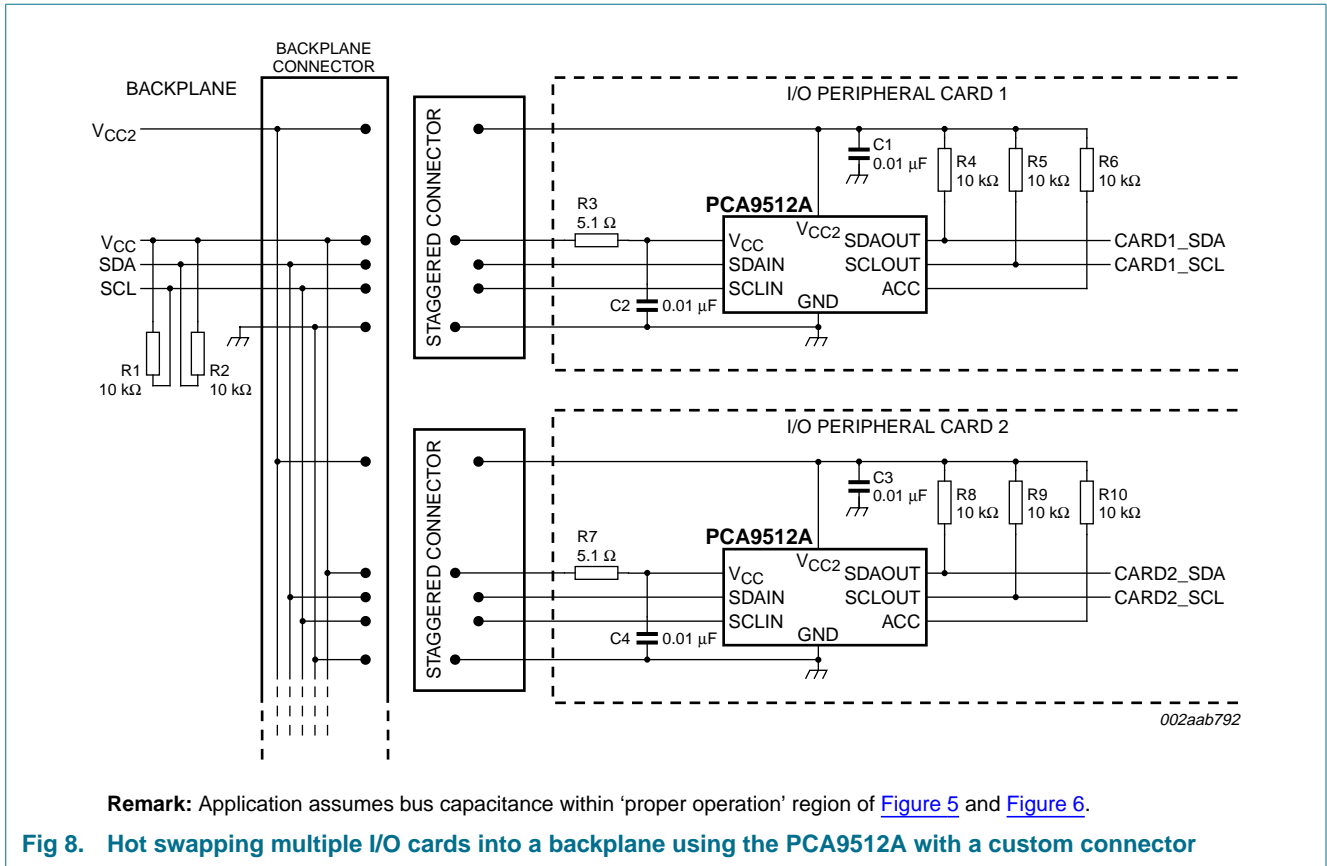 BACKPLANE
CONNECTOR
BACKPLANE
VCC2
VCC
SDA
SCL
R1
10 kΩ
R2
10 kΩ
STAGGERED CONNECTOR
I/O PERIPHERAL CARD 1
R3
5.1 Ω
C2 0.01 μF
PCA9512A
VCC
VCC2
SDAIN
SCLIN
GND
SDAOUT
SCLOUT
ACC
C1
0.01 μF
R4
10 kΩ
R5
10 kΩ
R6
10 kΩ
CARD1_SDA
CARD1_SCL
STAGGERED CONNECTOR
I/O PERIPHERAL CARD 2
R7
5.1 Ω
C4 0.01 μF
PCA9512A
VCC
VCC2
SDAIN
SCLIN
GND
SDAOUT
SCLOUT
ACC
C3
0.01 μF
R8
10 kΩ
R9
10 kΩ
R10
10 kΩ
CARD2_SDA
CARD2_SCL
002aab792
Remark: Application assumes bus capacitance within ‘proper operation’ region of Figure 5 and Figure 6.
Fig 8. Hot swapping multiple I/O cards into a backplane using the PCA9512A with a custom connector